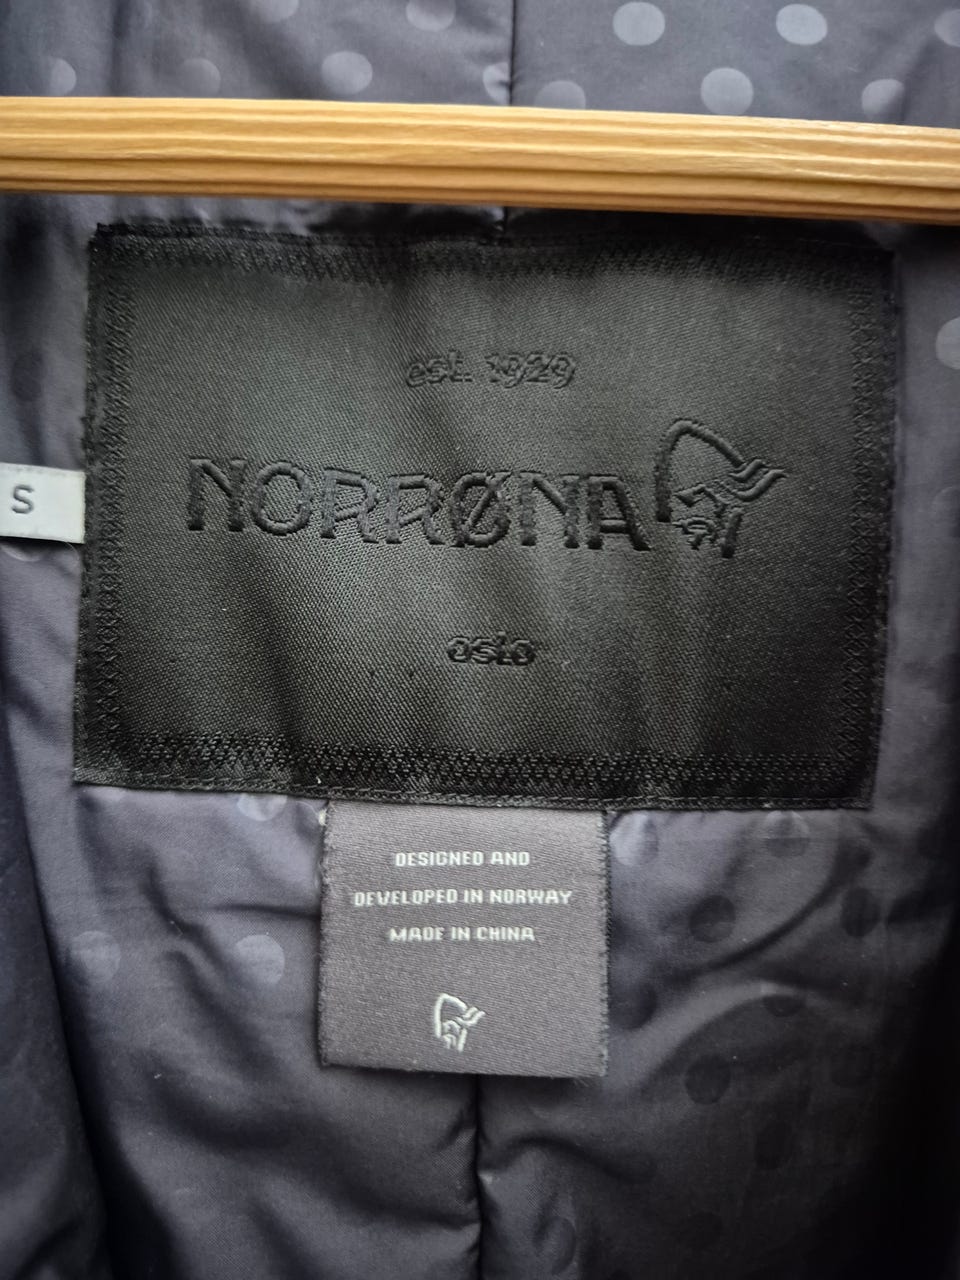 est. 1929
NORRØNA
S
oslo
DESIGNED AND
DEVELOPED IN NORWAY
MADE IN CHINA